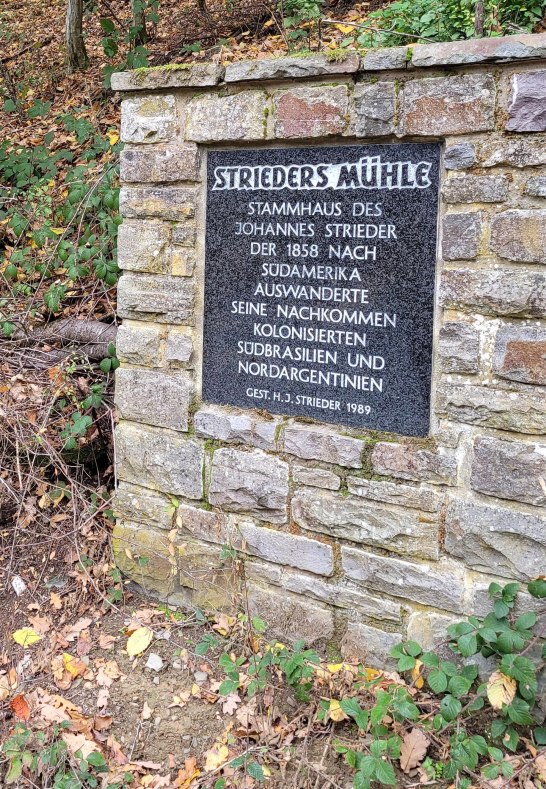 STRIEDERS MÜHLE
STAMMHAUS DES
JOHANNES STRIEDER
DER 1858 NACH
SÜDAMERIKA
AUSWANDERTE
SEINE NACHKOMMEN
KOLONISIERTEN
SÜDBRASILIEN UND
NORDARGENTINIEN
GEST. H. J. STRIEDER 1989